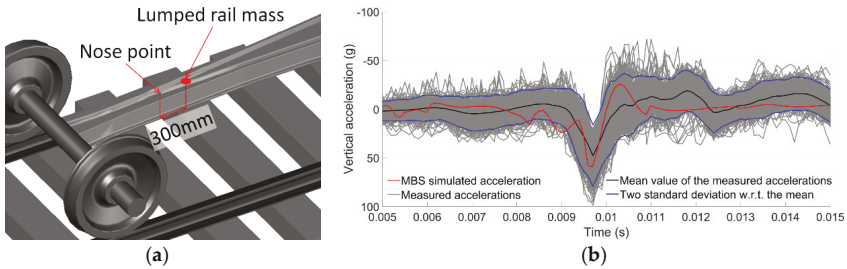 Lumped rail mass
Nose point
300mm
(a)
Vertical acceleration (g)
-100
-50
0
50
100
MBS simulated acceleration
Measured accelerations
Mean value of the measured accelerations
Two standard deviation w.r.t. the mean
0.005 0.006 0.007 0.008 0.009 0.01 0.011 0.012 0.013 0.014 0.015
Time (s)
(b)